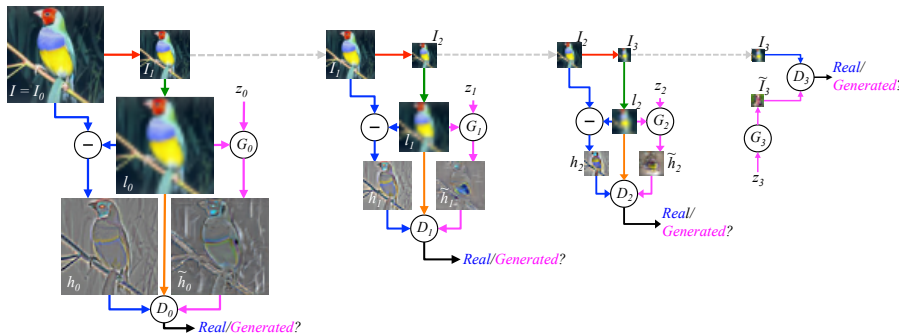 I = I₀
I₁
z₀
G₀
−
l₀
h₀
h̃₀
D₀
Real/Generated?
I₁
I₂
z₁
G₁
−
l₁
h₁
h̃₁
D₁
Real/Generated?
I₂
I₃
z₂
G₂
−
l₂
h₂
h̃₂
D₂
Real/
Generated?
I₃
D₃
Real/
Generated?
Ĩ₃
G₃
z₃